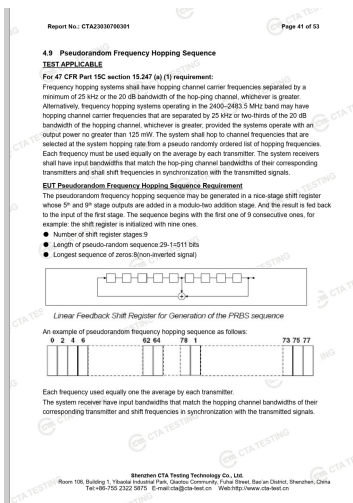 Report No.: CTA23030700301 Page 41 of 53
4.9 Pseudorandom Frequency Hopping Sequence
TEST APPLICABLE
For 47 CFR Part 15C section 15.247 (a) (1) requirement:
Frequency hopping systems shall have hopping channel carrier frequencies separated by a
minimum of 25 kHz or the 20 dB bandwidth of the hop-ping channel, whichever is greater.
Alternatively, frequency hopping systems operating in the 2400–2483.5 MHz band may have
hopping channel carrier frequencies that are separated by 25 kHz or two-thirds of the 20 dB
bandwidth of the hopping channel, whichever is greater, provided the systems operate with an
output power no greater than 125 mW. The system shall hop to channel frequencies that are
selected at the system hopping rate from a pseudo randomly ordered list of hopping frequencies.
Each frequency must be used equally on the average by each transmitter. The system receivers
shall have input bandwidths that match the hop-ping channel bandwidths of their corresponding
transmitters and shall shift frequencies in synchronization with the transmitted signals.
EUT Pseudorandom Frequency Hopping Sequence Requirement
The pseudorandom frequency hopping sequence may be generated in a nice-stage shift register
whose 5th and 9th stage outputs are added in a modulo-two addition stage. And the result is fed back
to the input of the first stage. The sequence begins with the first one of 9 consecutive ones, for
example: the shift register is initialized with nine ones.
● Number of shift register stages:9
● Length of pseudo-random sequence:29-1=511 bits
● Longest sequence of zeros:8(non-inverted signal)
Linear Feedback Shift Register for Generation of the PRBS sequence
An example of pseudorandom frequency hopping sequence as follows:
0 2 4 6 62 64 78 1 73 75 77
Each frequency used equally one the average by each transmitter.
The system receiver have input bandwidths that match the hopping channel bandwidths of their
corresponding transmitter and shift frequencies in synchronization with the transmitted signals.
CTA TESTING
Shenzhen CTA Testing Technology Co., Ltd.
Room 106, Building 1, Yibaolai Industrial Park, Qiaotou Community, Fuhai Street, Bao'an District, Shenzhen, China
Tel:+86-755 2322 5875 E-mail:cta@cta-test.cn Web:http://www.cta-test.cn